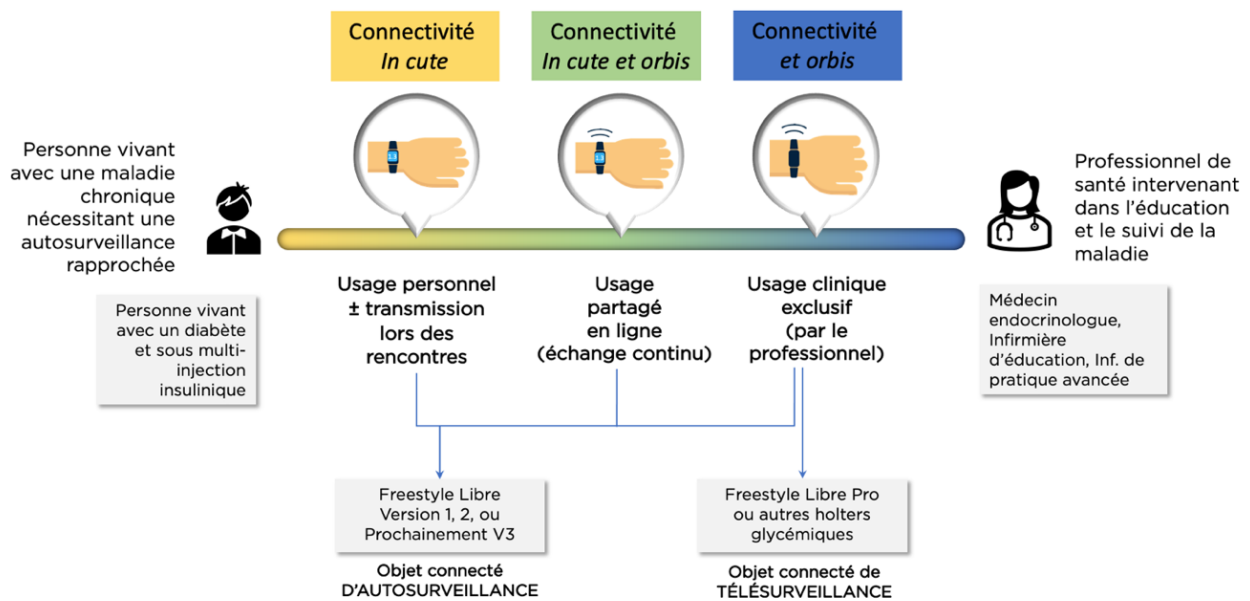 Connectivité
In cute
Connectivité
In cute et orbis
Connectivité
et orbis
Personne vivant
avec une maladie
chronique
nécessitant une
autosurveillance
rapprochée
Professionnel de
santé intervenant
dans l'éducation
et le suivi de la
maladie
Personne vivant
avec un diabète
et sous multi-
injection
insulinique
Usage personnel
± transmission
lors des
rencontres
Usage
partagé
en ligne
(échange continu)
Usage clinique
exclusif
(par le
professionnel)
Médecin
endocrinologue,
Infirmière
d'éducation, Inf. de
pratique avancée
Freestyle Libre
Version 1, 2, ou
Prochainement V3
Objet connecté
D'AUTOSURVEILLANCE
Freestyle Libre Pro
ou autres holters
glycémiques
Objet connecté de
TÉLÉSURVEILLANCE